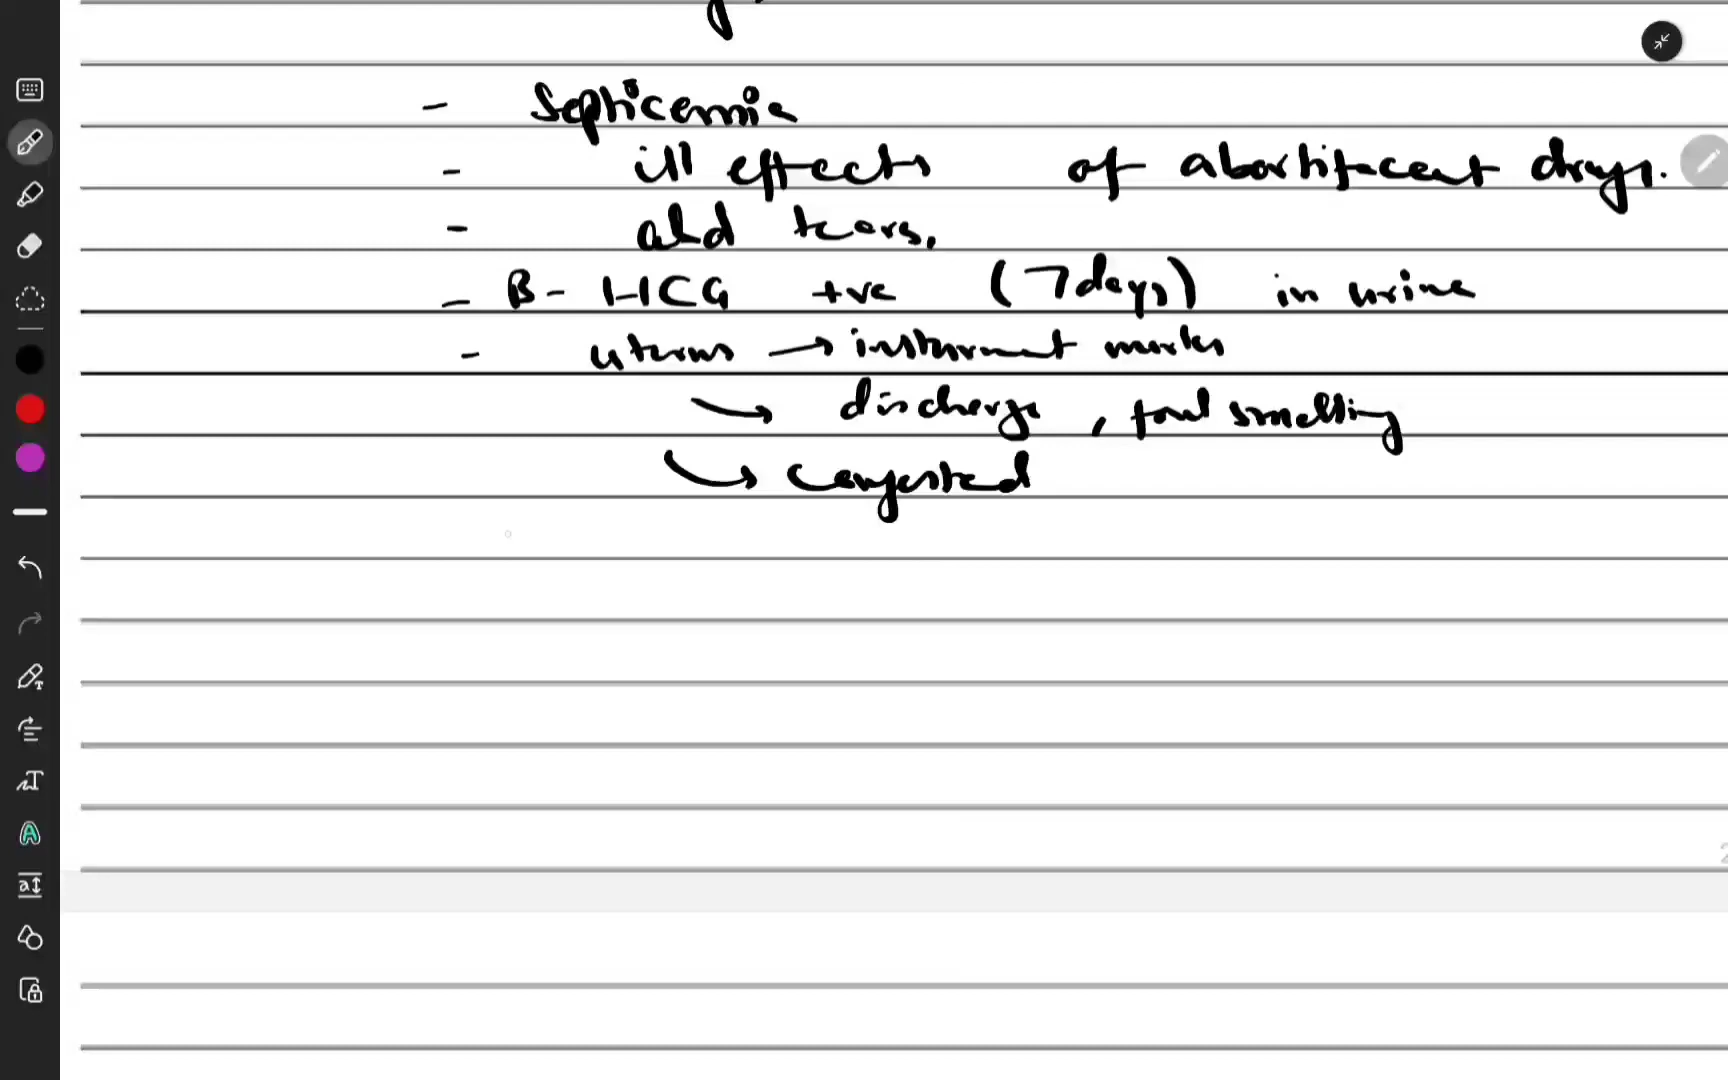 - Septicemia
- ill effects of abortifacent drugs.
- old tears.
- B-HCG +ve (7days) in urine
- uterus → instrument marks
→ discharge, foul smelling
→ congested